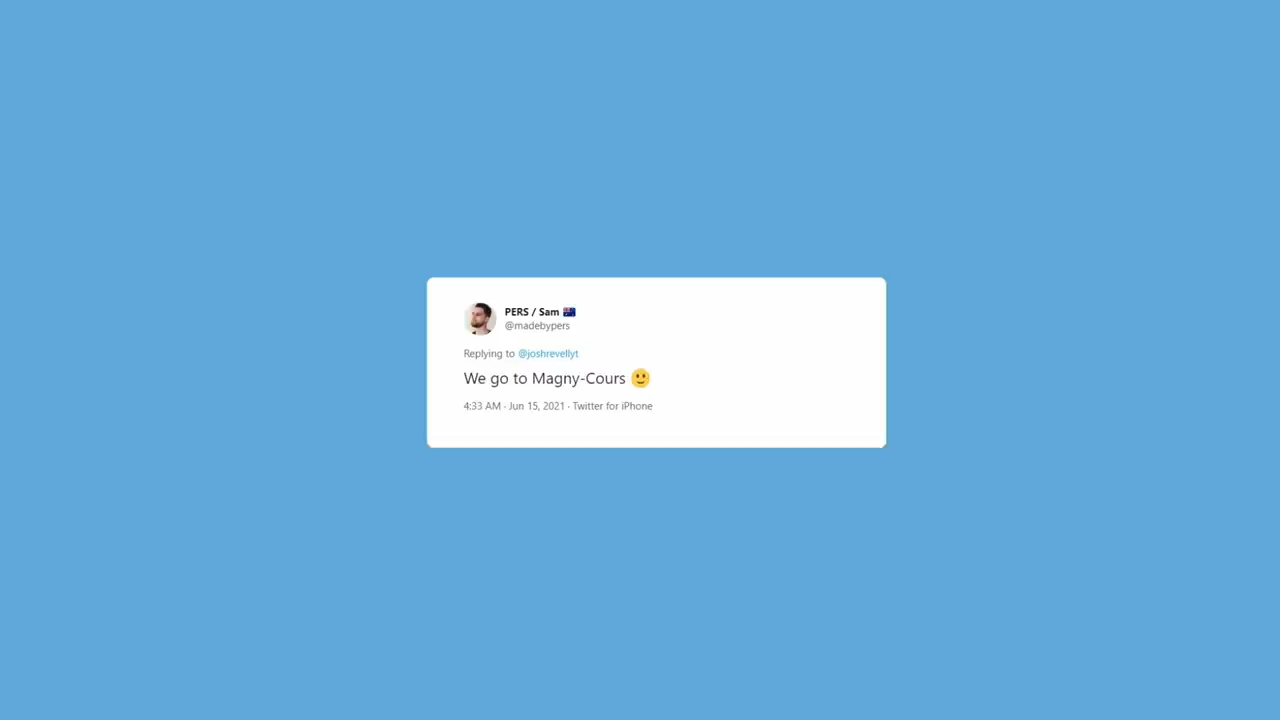 PERS / Sam 🇦🇺
@madebypers
Replying to @joshrevellyt
We go to Magny-Cours 🙂
4:33 AM · Jun 15, 2021 · Twitter for iPhone